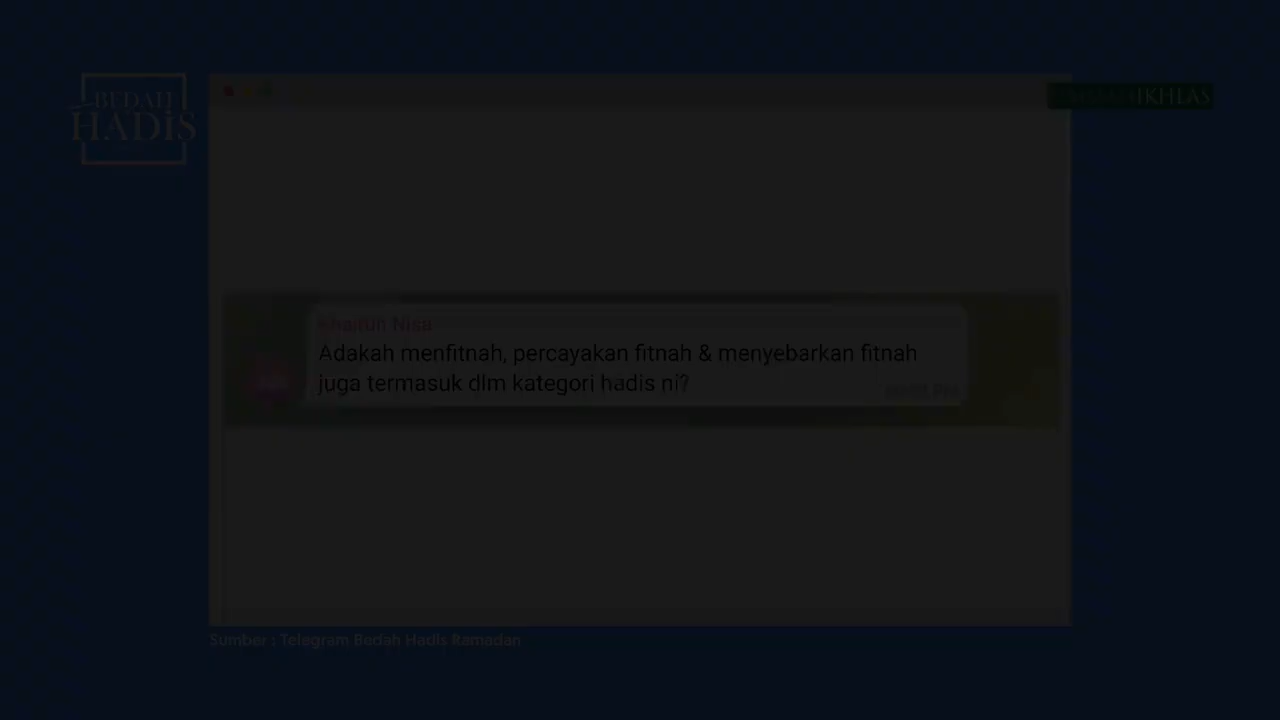 BEDAH
HADIS
IKHLAS
Khairun Nisa
Adakah menfitnah, percayakan fitnah & menyebarkan fitnah
juga termasuk dlm kategori hadis ni?
Sumber : Telegram Bedah Hadis Ramadan